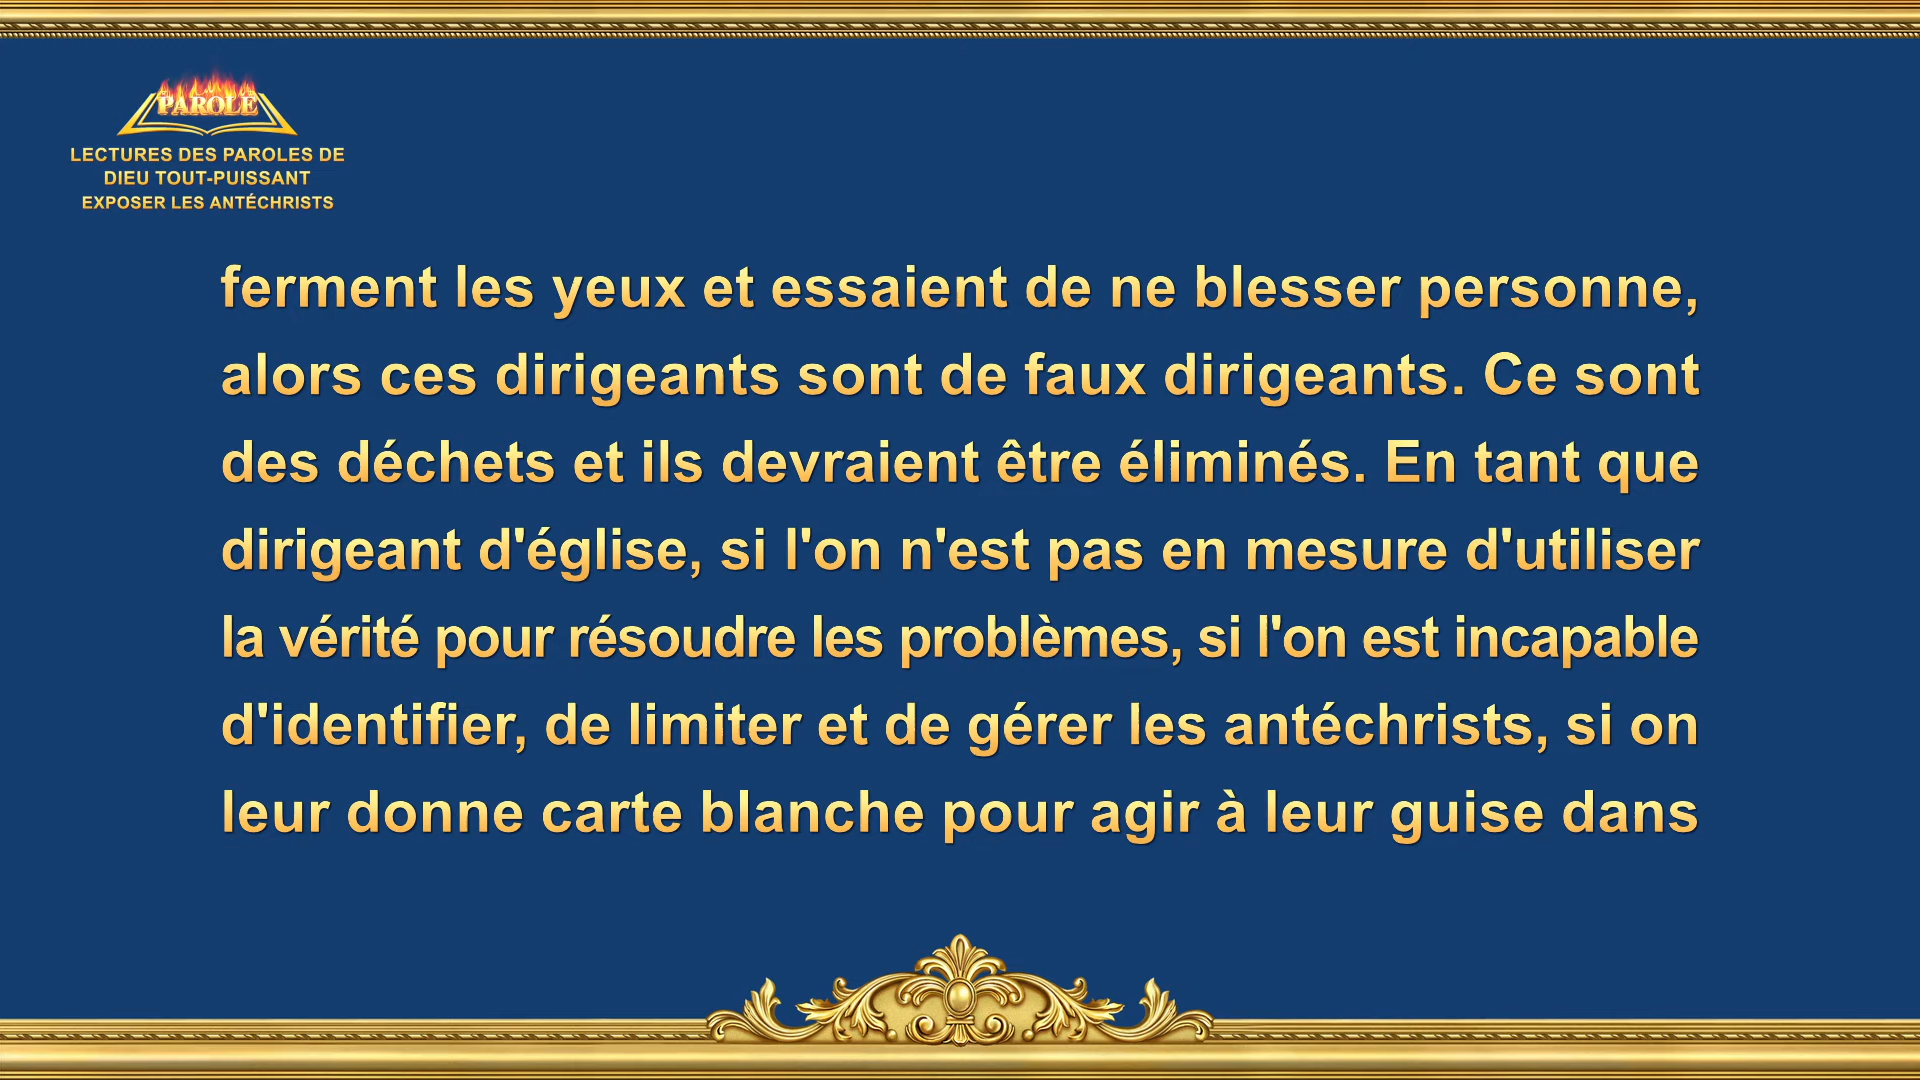 PAROLE
LECTURES DES PAROLES DE
DIEU TOUT-PUISSANT
EXPOSER LES ANTÉCHRISTS
ferment les yeux et essaient de ne blesser personne,
alors ces dirigeants sont de faux dirigeants. Ce sont
des déchets et ils devraient être éliminés. En tant que
dirigeant d'église, si l'on n'est pas en mesure d'utiliser
la vérité pour résoudre les problèmes, si l'on est incapable
d'identifier, de limiter et de gérer les antéchrists, si on
leur donne carte blanche pour agir à leur guise dans